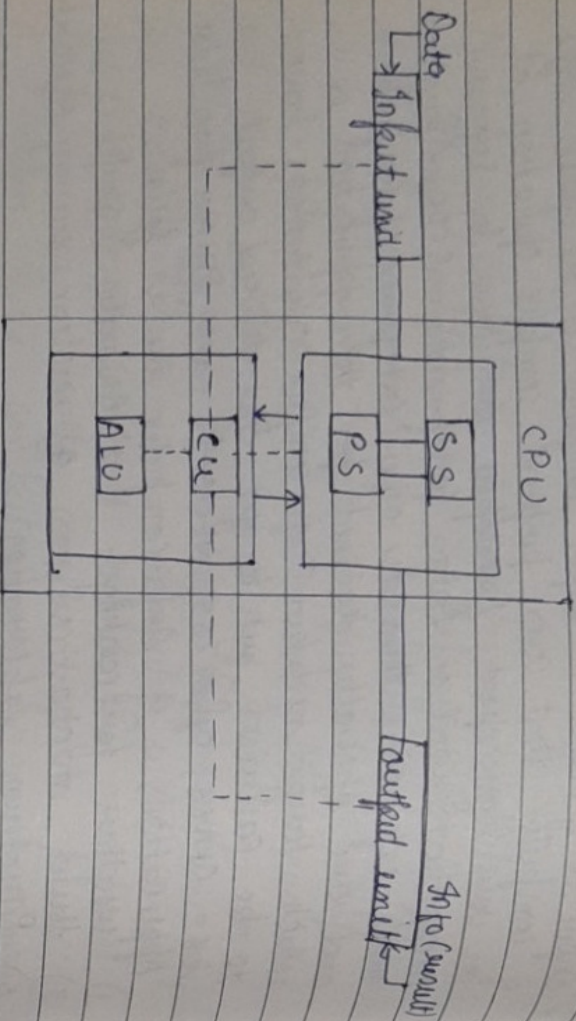 CPU
Data
Input unit
SS
PS
CU
ALU
output unit
Info (result)